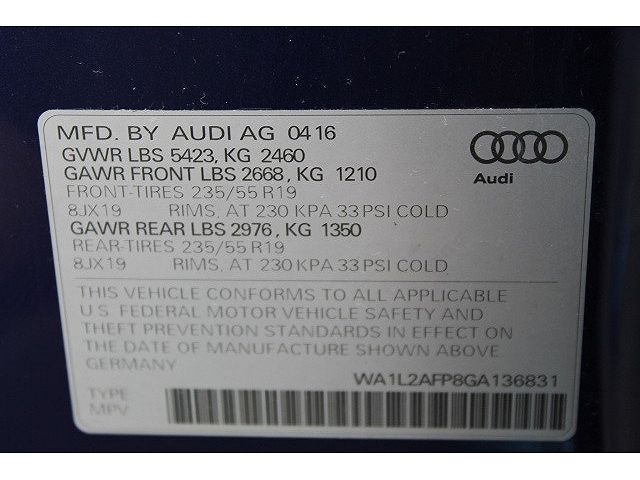 MFD. BY AUDI AG 04 16
GVWR LBS 5423, KG 2460
GAWR FRONT LBS 2668, KG 1210
FRONT-TIRES 235/55 R19
8JX19 RIMS, AT 230 KPA 33 PSI COLD
GAWR REAR LBS 2976, KG 1350
REAR-TIRES 235/55 R19
8JX19 RIMS, AT 230 KPA 33 PSI COLD
Audi
THIS VEHICLE CONFORMS TO ALL APPLICABLE
U.S. FEDERAL MOTOR VEHICLE SAFETY AND
THEFT PREVENTION STANDARDS IN EFFECT ON
THE DATE OF MANUFACTURE SHOWN ABOVE
GERMANY
WA1L2AFP8GA136831
TYPE
MPV